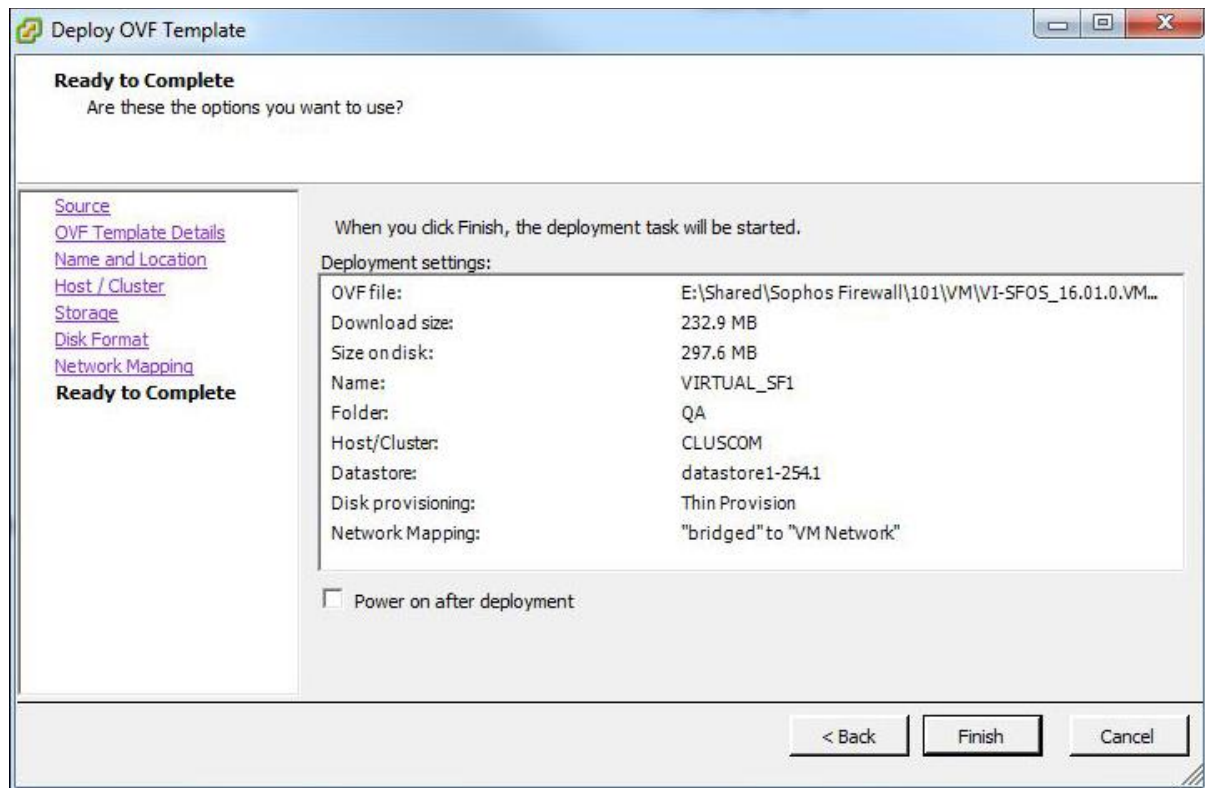 Deploy OVF Template
Ready to Complete
Are these the options you want to use?
Source
OVF Template Details
Name and Location
Host / Cluster
Storage
Disk Format
Network Mapping
Ready to Complete
When you click Finish, the deployment task will be started.
Deployment settings:
OVF file: E:\Shared\Sophos Firewall\101\VM\VI-SFOS_16.01.0.VM...
Download size: 232.9 MB
Size on disk: 297.6 MB
Name: VIRTUAL_SF1
Folder: QA
Host/Cluster: CLUSCOM
Datastore: datastore1-254.1
Disk provisioning: Thin Provision
Network Mapping: "bridged" to "VM Network"
Power on after deployment
< Back Finish Cancel